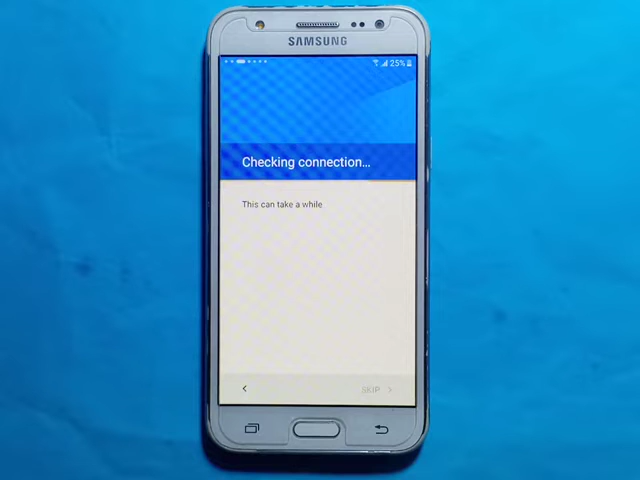 SAMSUNG
25%
Checking connection...
This can take a while
SKIP